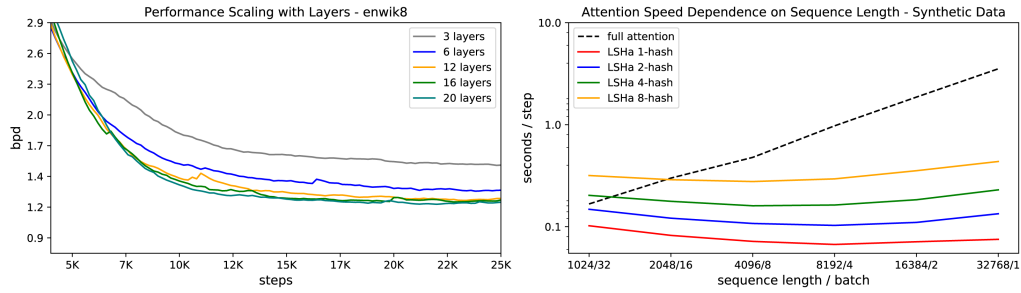 Performance Scaling with Layers - enwik8
2.9
2.6
2.3
2.0
1.7
1.4
1.2
0.9
bpd
3 layers
6 layers
12 layers
16 layers
20 layers
5K
7K
10K
12K
15K
17K
20K
22K
25K
steps
Attention Speed Dependence on Sequence Length - Synthetic Data
10.0
1.0
0.1
seconds / step
full attention
LSHa 1-hash
LSHa 2-hash
LSHa 4-hash
LSHa 8-hash
1024/32
2048/16
4096/8
8192/4
16384/2
32768/1
sequence length / batch